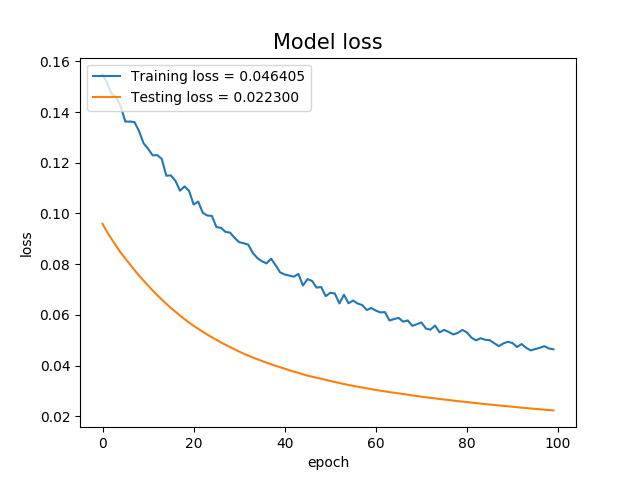 Model loss
Training loss = 0.046405
Testing loss = 0.022300
loss
0.16
0.14
0.12
0.10
0.08
0.06
0.04
0.02
0 20 40 60 80 100
epoch